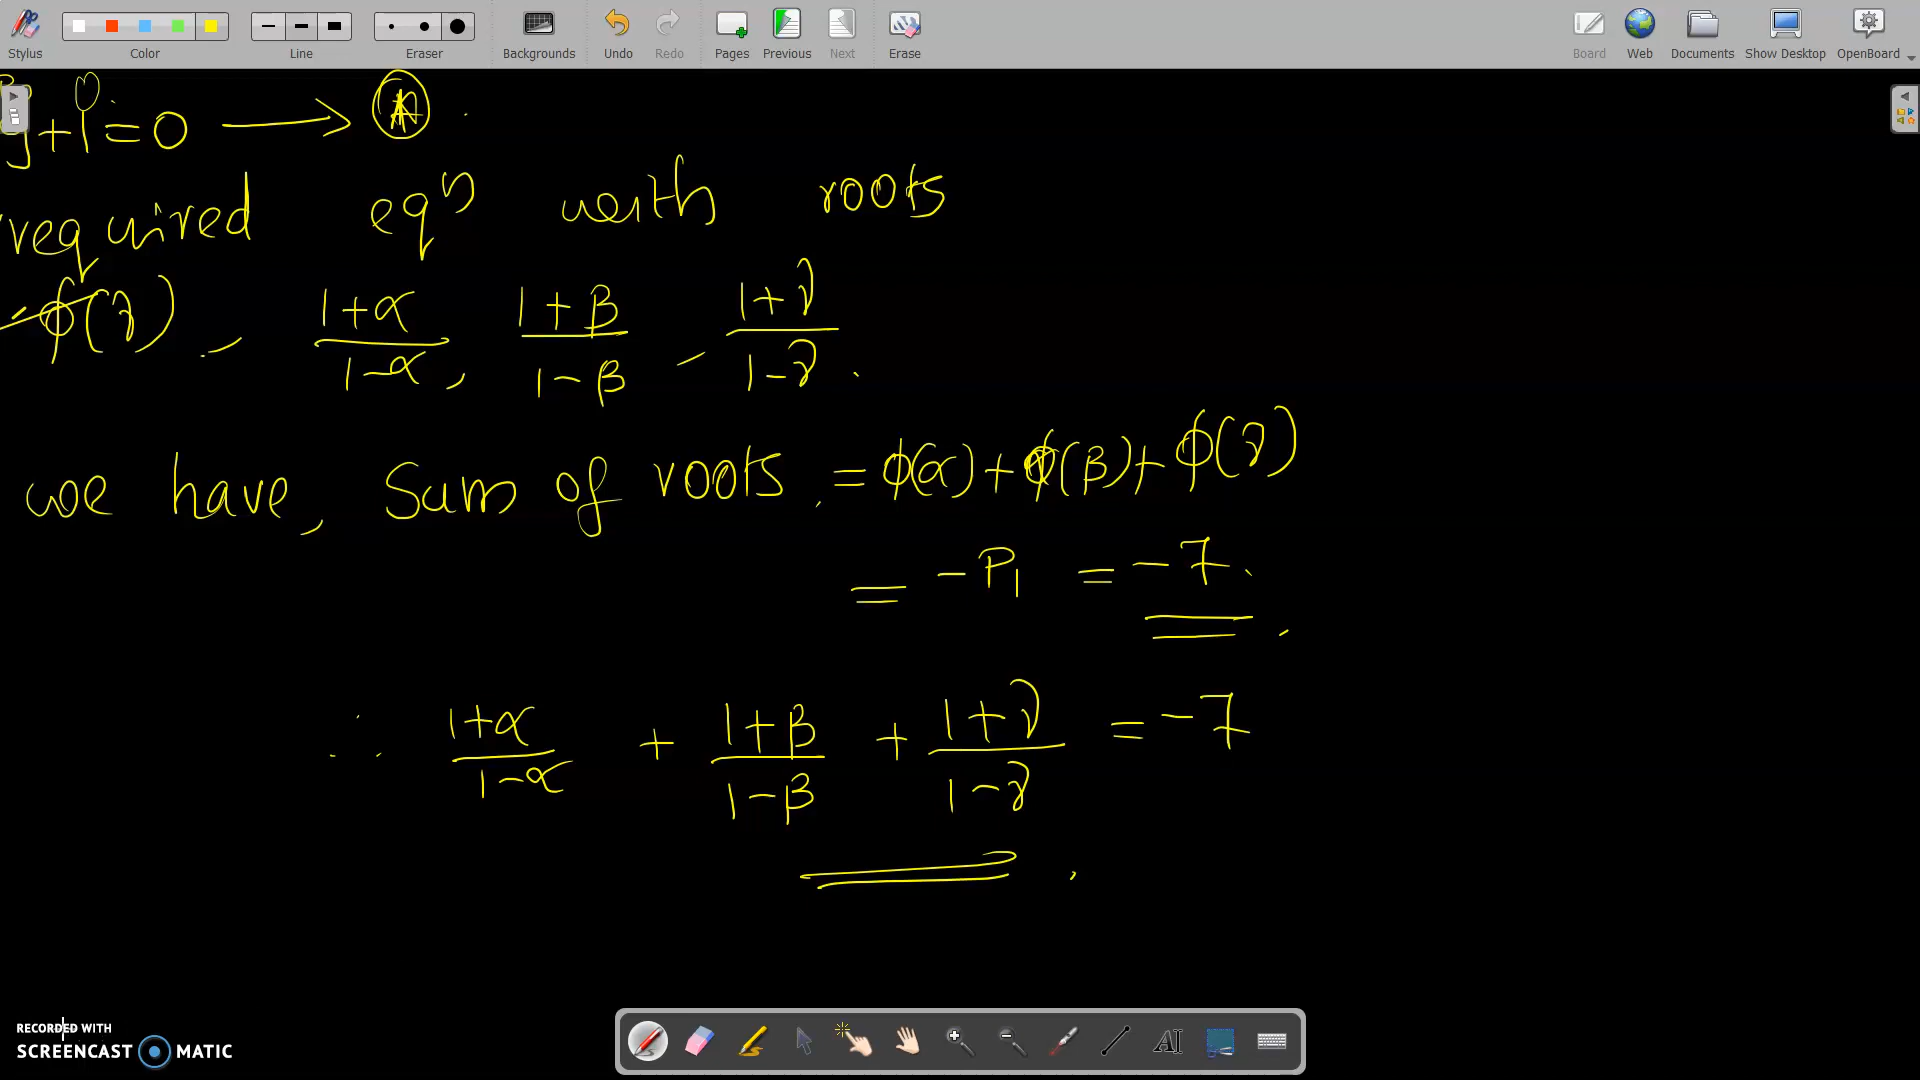 Stylus Color Line Eraser Backgrounds Undo Redo Pages Previous Next Erase Board Web Documents Show Desktop OpenBoard
y + 1 = 0 ⟶ Ⓐ .
required eqⁿ with roots
φ(γ) , (1+α)/(1-α) , (1+β)/(1-β) , (1+γ)/(1-γ) .
we have, Sum of roots = φ(α) + φ(β) + φ(γ)
= -P₁ = -7 .
∴ (1+α)/(1-α) + (1+β)/(1-β) + (1+γ)/(1-γ) = -7
RECORDED WITH
SCREENCAST MATIC
AI